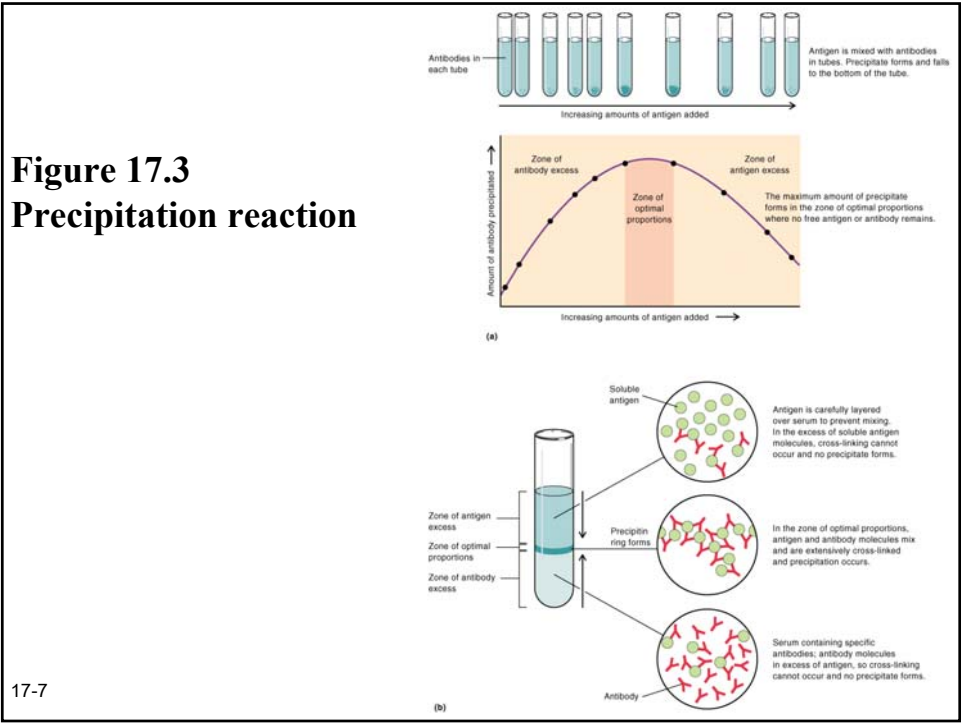 Figure 17.3
Precipitation reaction
Antibodies in
each tube
Antigen is mixed with antibodies
in tubes. Precipitate forms and falls
to the bottom of the tube.
Increasing amounts of antigen added
Amount of antibody precipitated
Zone of
antibody excess
Zone of
optimal
proportions
Zone of
antigen excess
The maximum amount of precipitate
forms in the zone of optimal proportions
where no free antigen or antibody remains.
Increasing amounts of antigen added
(a)
Soluble
antigen
Antigen is carefully layered
over serum to prevent mixing.
In the excess of soluble antigen
molecules, cross-linking cannot
occur and no precipitate forms.
Zone of antigen
excess
Zone of optimal
proportions
Zone of antibody
excess
Precipitin
ring forms
In the zone of optimal proportions,
antigen and antibody molecules mix
and are extensively cross-linked
and precipitation occurs.
Serum containing specific
antibodies; antibody molecules
in excess of antigen, so cross-linking
cannot occur and no precipitate forms.
Antibody
(b)
17-7